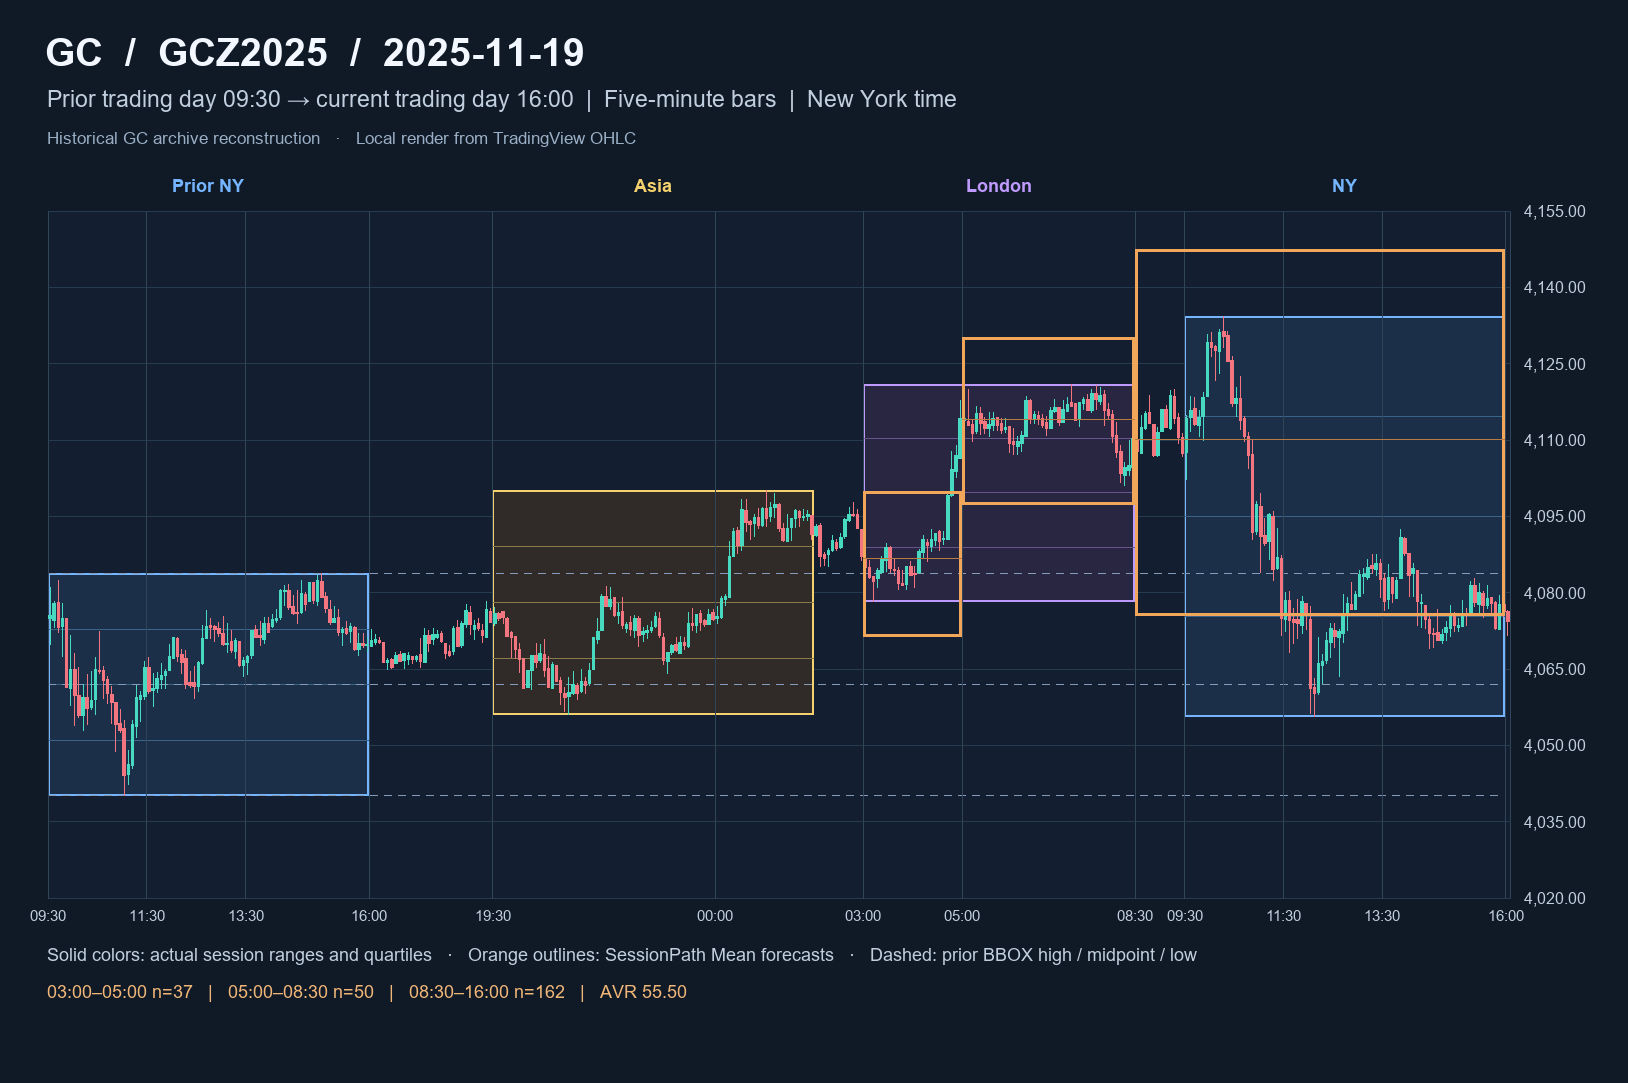 GC / GCZ2025 / 2025-11-19
Prior trading day 09:30 → current trading day 16:00 | Five-minute bars | New York time
Historical GC archive reconstruction · Local render from TradingView OHLC
Prior NY Asia London NY
4,155.00
4,140.00
4,125.00
4,110.00
4,095.00
4,080.00
4,065.00
4,050.00
4,035.00
4,020.00
09:30 11:30 13:30 16:00 19:30 00:00 03:00 05:00 08:30 09:30 11:30 13:30 16:00
Solid colors: actual session ranges and quartiles · Orange outlines: SessionPath Mean forecasts · Dashed: prior BBOX high / midpoint / low
03:00–05:00 n=37 | 05:00–08:30 n=50 | 08:30–16:00 n=162 | AVR 55.50